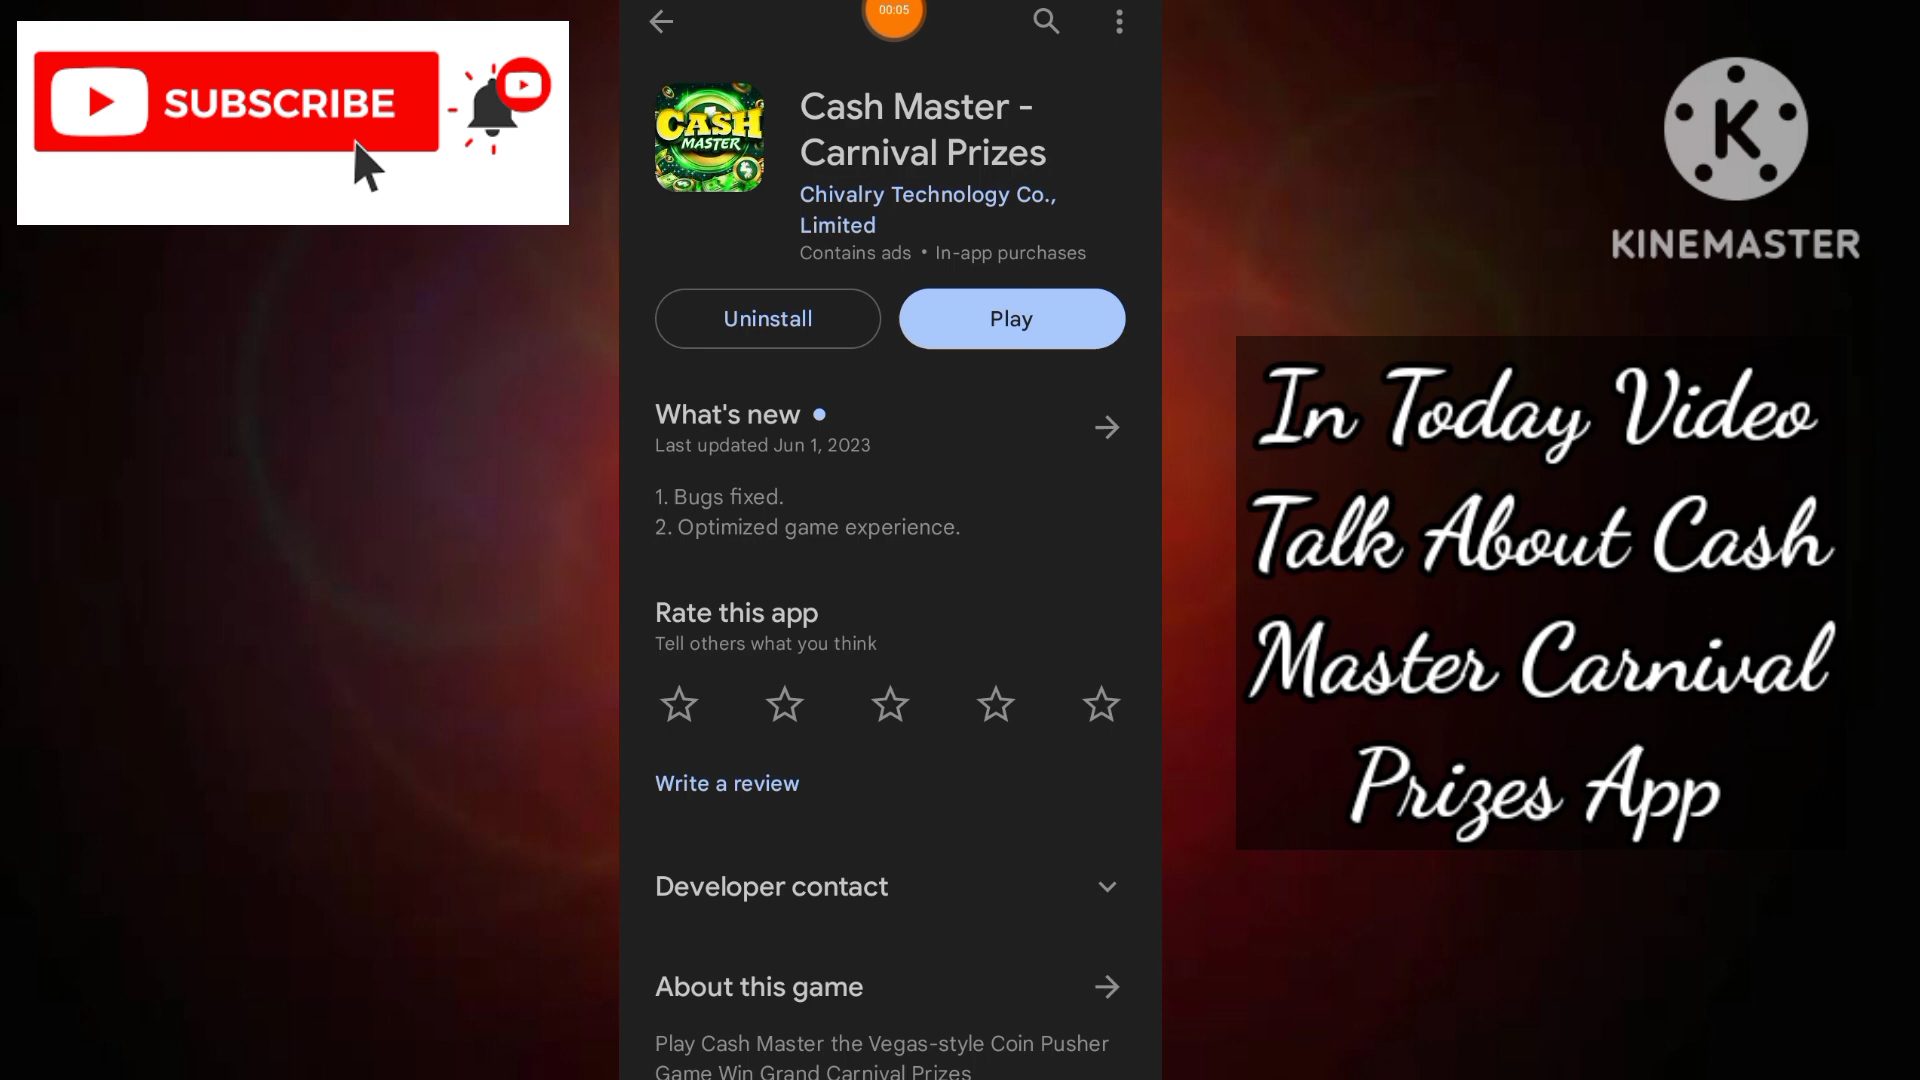 SUBSCRIBE
00:05
CASH
MASTER
Cash Master -
Carnival Prizes
Chivalry Technology Co.,
Limited
Contains ads • In-app purchases
Uninstall
Play
What's new
Last updated Jun 1, 2023
1. Bugs fixed.
2. Optimized game experience.
Rate this app
Tell others what you think
Write a review
Developer contact
About this game
Play Cash Master the Vegas-style Coin Pusher
Game Win Grand Carnival Prizes
K
KINEMASTER
In Today Video
Talk About Cash
Master Carnival
Prizes App